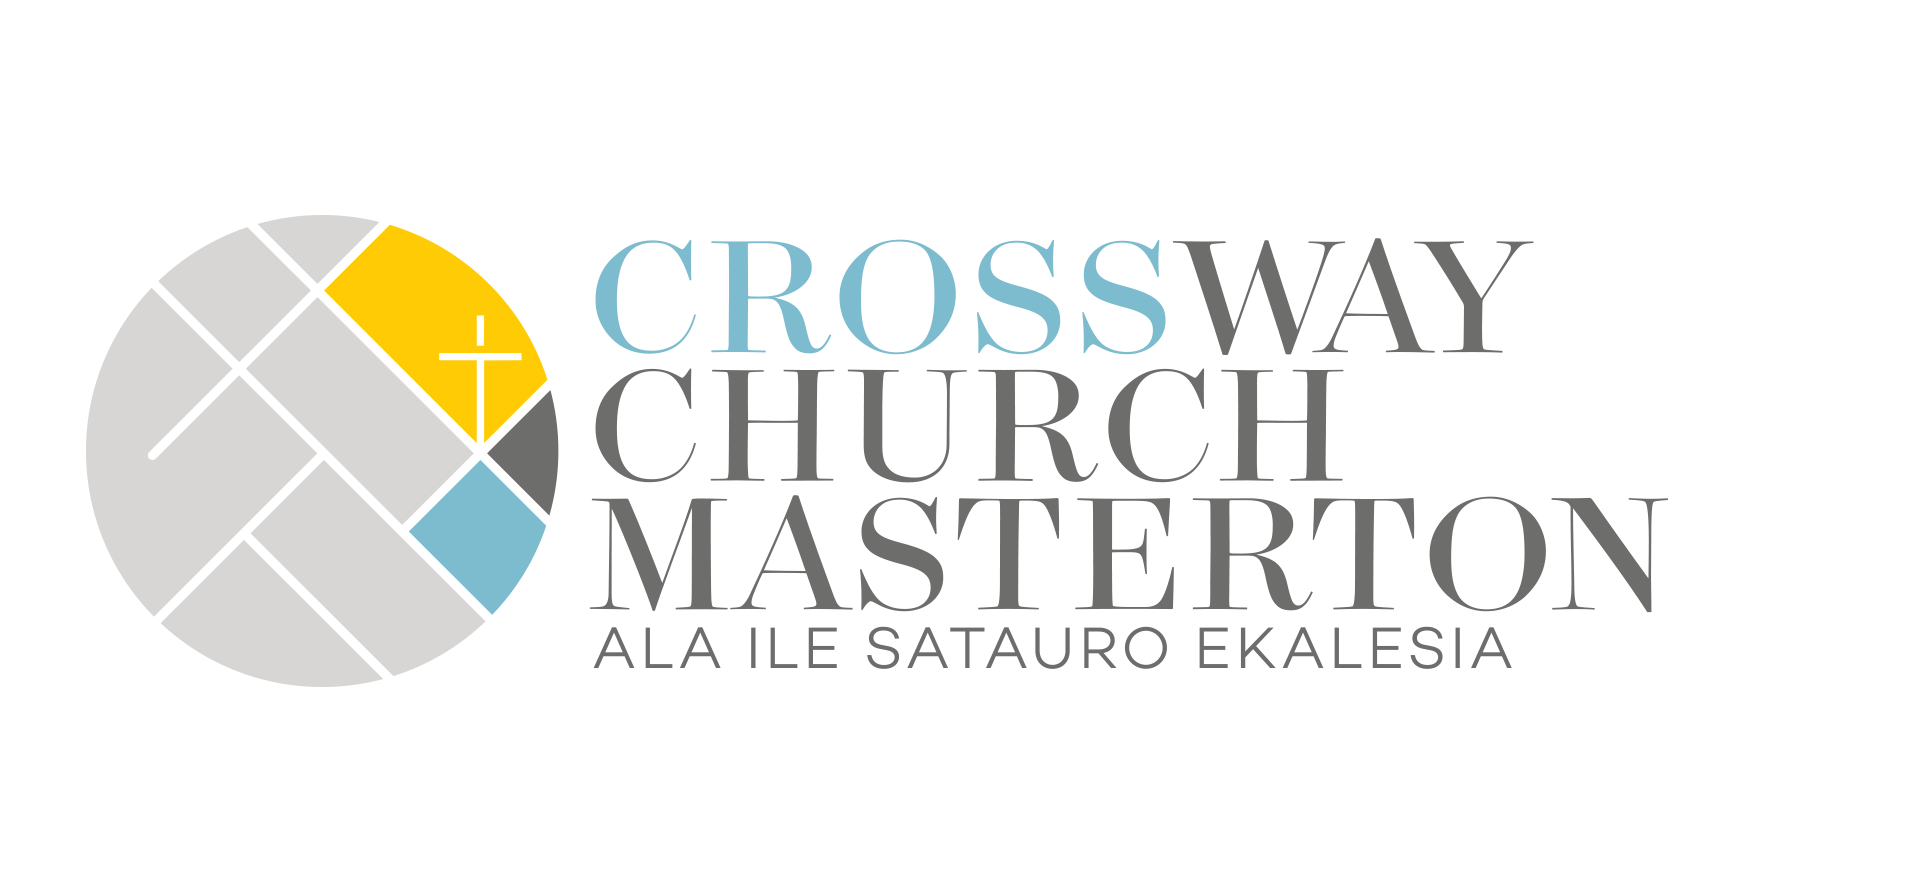 CROSSWAY
CHURCH
MASTERTON
ALA ILE SATAURO EKALESIA